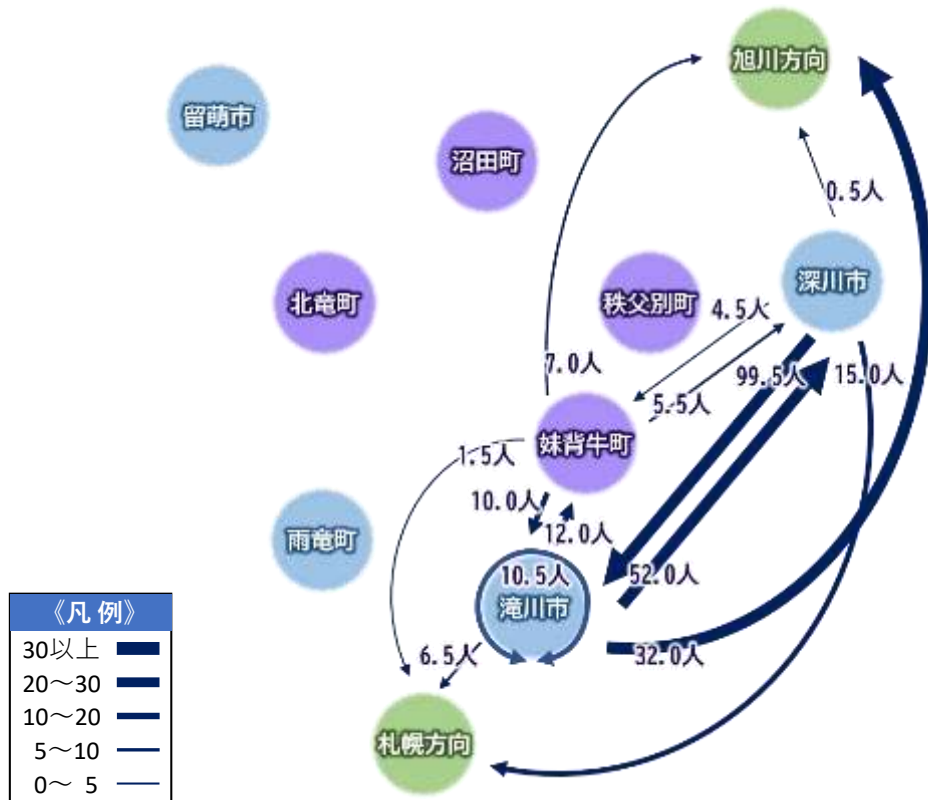 旭川方向
留萌市
沼田町
0.5人
深川市
北竜町
秩父別町
4.5人
7.0人
99.5人
15.0人
5.5人
妹背牛町
1.5人
10.0人
12.0人
雨竜町
10.5人
52.0人
滝川市
32.0人
6.5人
札幌方向
《凡 例》
30以上
20〜30
10〜20
5〜10
0〜 5